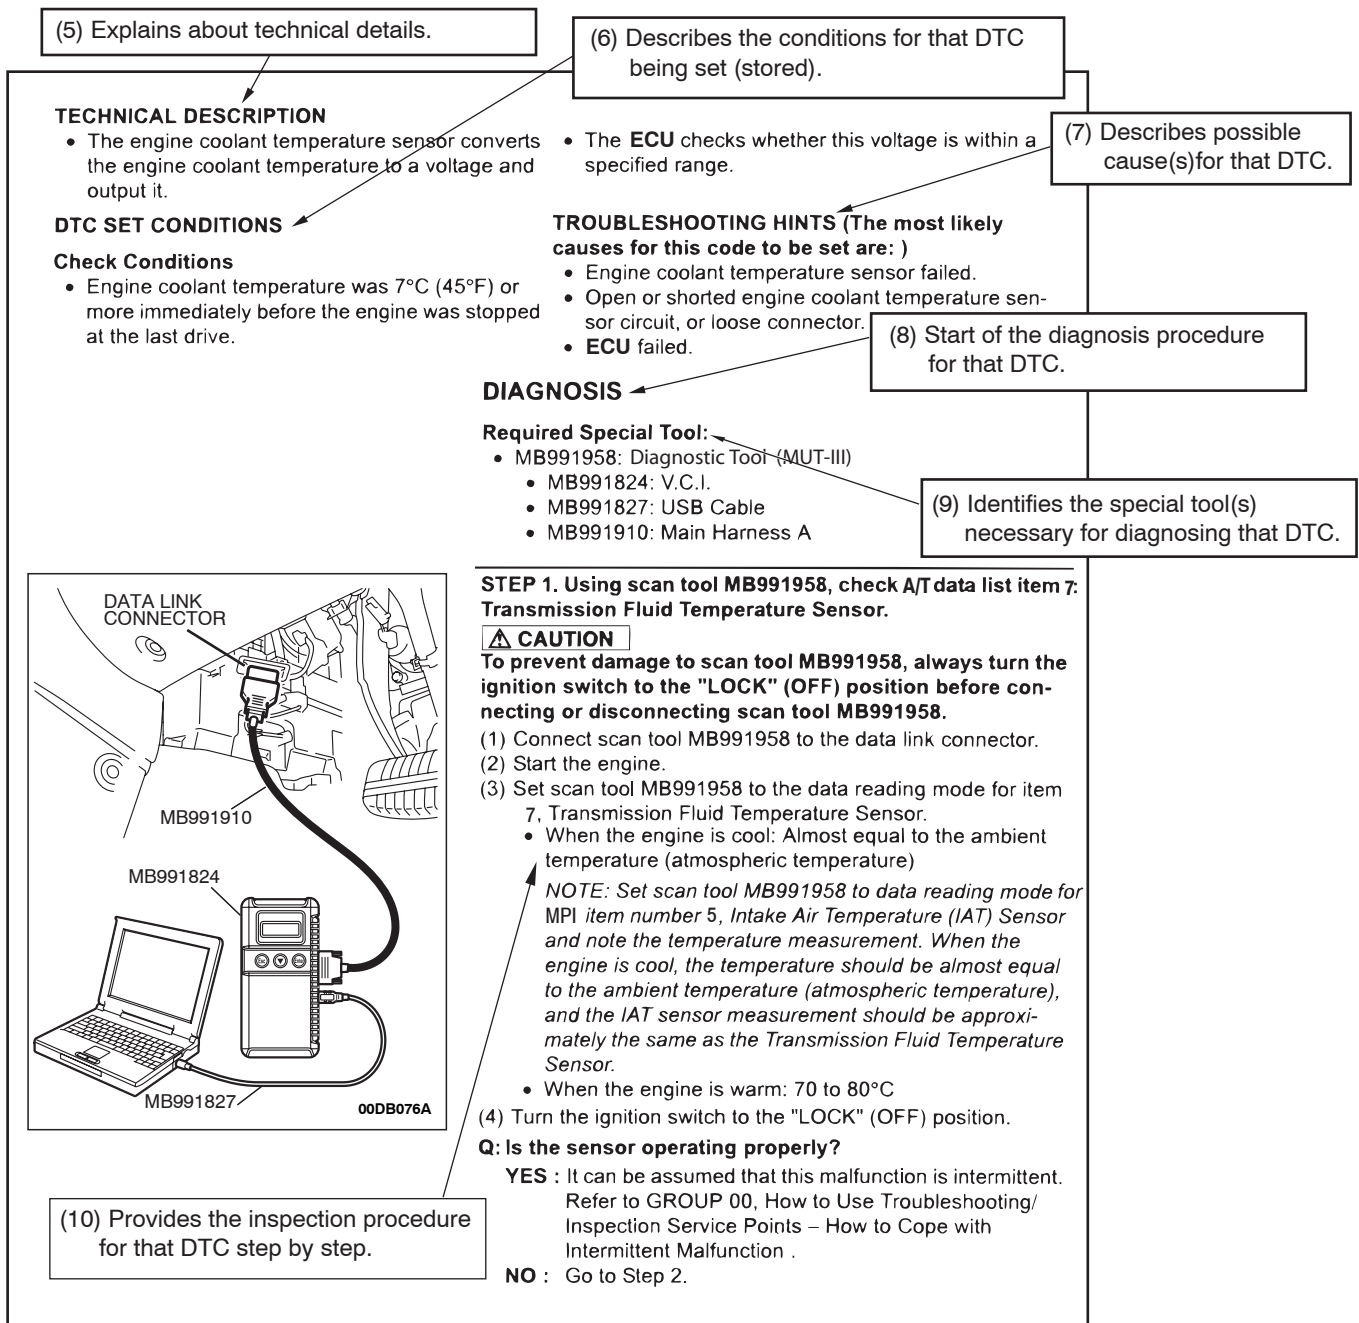 (5) Explains about technical details.
(6) Describes the conditions for that DTC
being set (stored).
TECHNICAL DESCRIPTION
• The engine coolant temperature sensor converts
the engine coolant temperature to a voltage and
output it.
• The ECU checks whether this voltage is within a
specified range.
(7) Describes possible
cause(s)for that DTC.
DTC SET CONDITIONS
Check Conditions
• Engine coolant temperature was 7°C (45°F) or
more immediately before the engine was stopped
at the last drive.
TROUBLESHOOTING HINTS (The most likely
causes for this code to be set are: )
• Engine coolant temperature sensor failed.
• Open or shorted engine coolant temperature sen-
sor circuit, or loose connector.
• ECU failed.
(8) Start of the diagnosis procedure
for that DTC.
DIAGNOSIS
Required Special Tool:
• MB991958: Diagnostic Tool (MUT-III)
• MB991824: V.C.I.
• MB991827: USB Cable
• MB991910: Main Harness A
(9) Identifies the special tool(s)
necessary for diagnosing that DTC.
DATA LINK
CONNECTOR
MB991910
MB991824
MB991827
00DB076A
STEP 1. Using scan tool MB991958, check A/T data list item 7:
Transmission Fluid Temperature Sensor.
⚠ CAUTION
To prevent damage to scan tool MB991958, always turn the
ignition switch to the "LOCK" (OFF) position before con-
necting or disconnecting scan tool MB991958.
(1) Connect scan tool MB991958 to the data link connector.
(2) Start the engine.
(3) Set scan tool MB991958 to the data reading mode for item
7, Transmission Fluid Temperature Sensor.
• When the engine is cool: Almost equal to the ambient
temperature (atmospheric temperature)
NOTE: Set scan tool MB991958 to data reading mode for
MPI item number 5, Intake Air Temperature (IAT) Sensor
and note the temperature measurement. When the
engine is cool, the temperature should be almost equal
to the ambient temperature (atmospheric temperature),
and the IAT sensor measurement should be approxi-
mately the same as the Transmission Fluid Temperature
Sensor.
• When the engine is warm: 70 to 80°C
(4) Turn the ignition switch to the "LOCK" (OFF) position.
Q: Is the sensor operating properly?
YES : It can be assumed that this malfunction is intermittent.
Refer to GROUP 00, How to Use Troubleshooting/
Inspection Service Points – How to Cope with
Intermittent Malfunction .
NO : Go to Step 2.
(10) Provides the inspection procedure
for that DTC step by step.